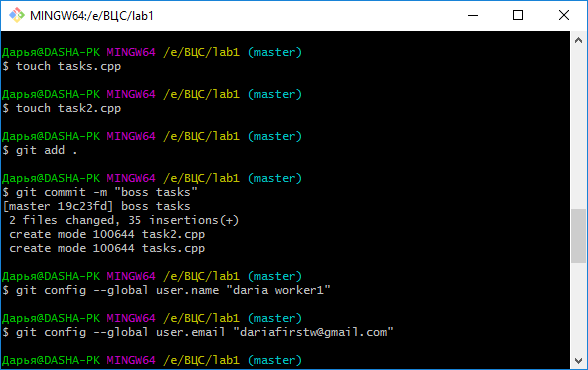 MINGW64:/e/ВЦС/lab1
Дарья@DASHA-PK MINGW64 /e/ВЦС/lab1 (master)
$ touch tasks.cpp
Дарья@DASHA-PK MINGW64 /e/ВЦС/lab1 (master)
$ touch task2.cpp
Дарья@DASHA-PK MINGW64 /e/ВЦС/lab1 (master)
$ git add .
Дарья@DASHA-PK MINGW64 /e/ВЦС/lab1 (master)
$ git commit -m "boss tasks"
[master 19c23fd] boss tasks
 2 files changed, 35 insertions(+)
 create mode 100644 task2.cpp
 create mode 100644 tasks.cpp
Дарья@DASHA-PK MINGW64 /e/ВЦС/lab1 (master)
$ git config --global user.name "daria worker1"
Дарья@DASHA-PK MINGW64 /e/ВЦС/lab1 (master)
$ git config --global user.email "dariafirstw@gmail.com"
Дарья@DASHA-PK MINGW64 /e/ВЦС/lab1 (master)